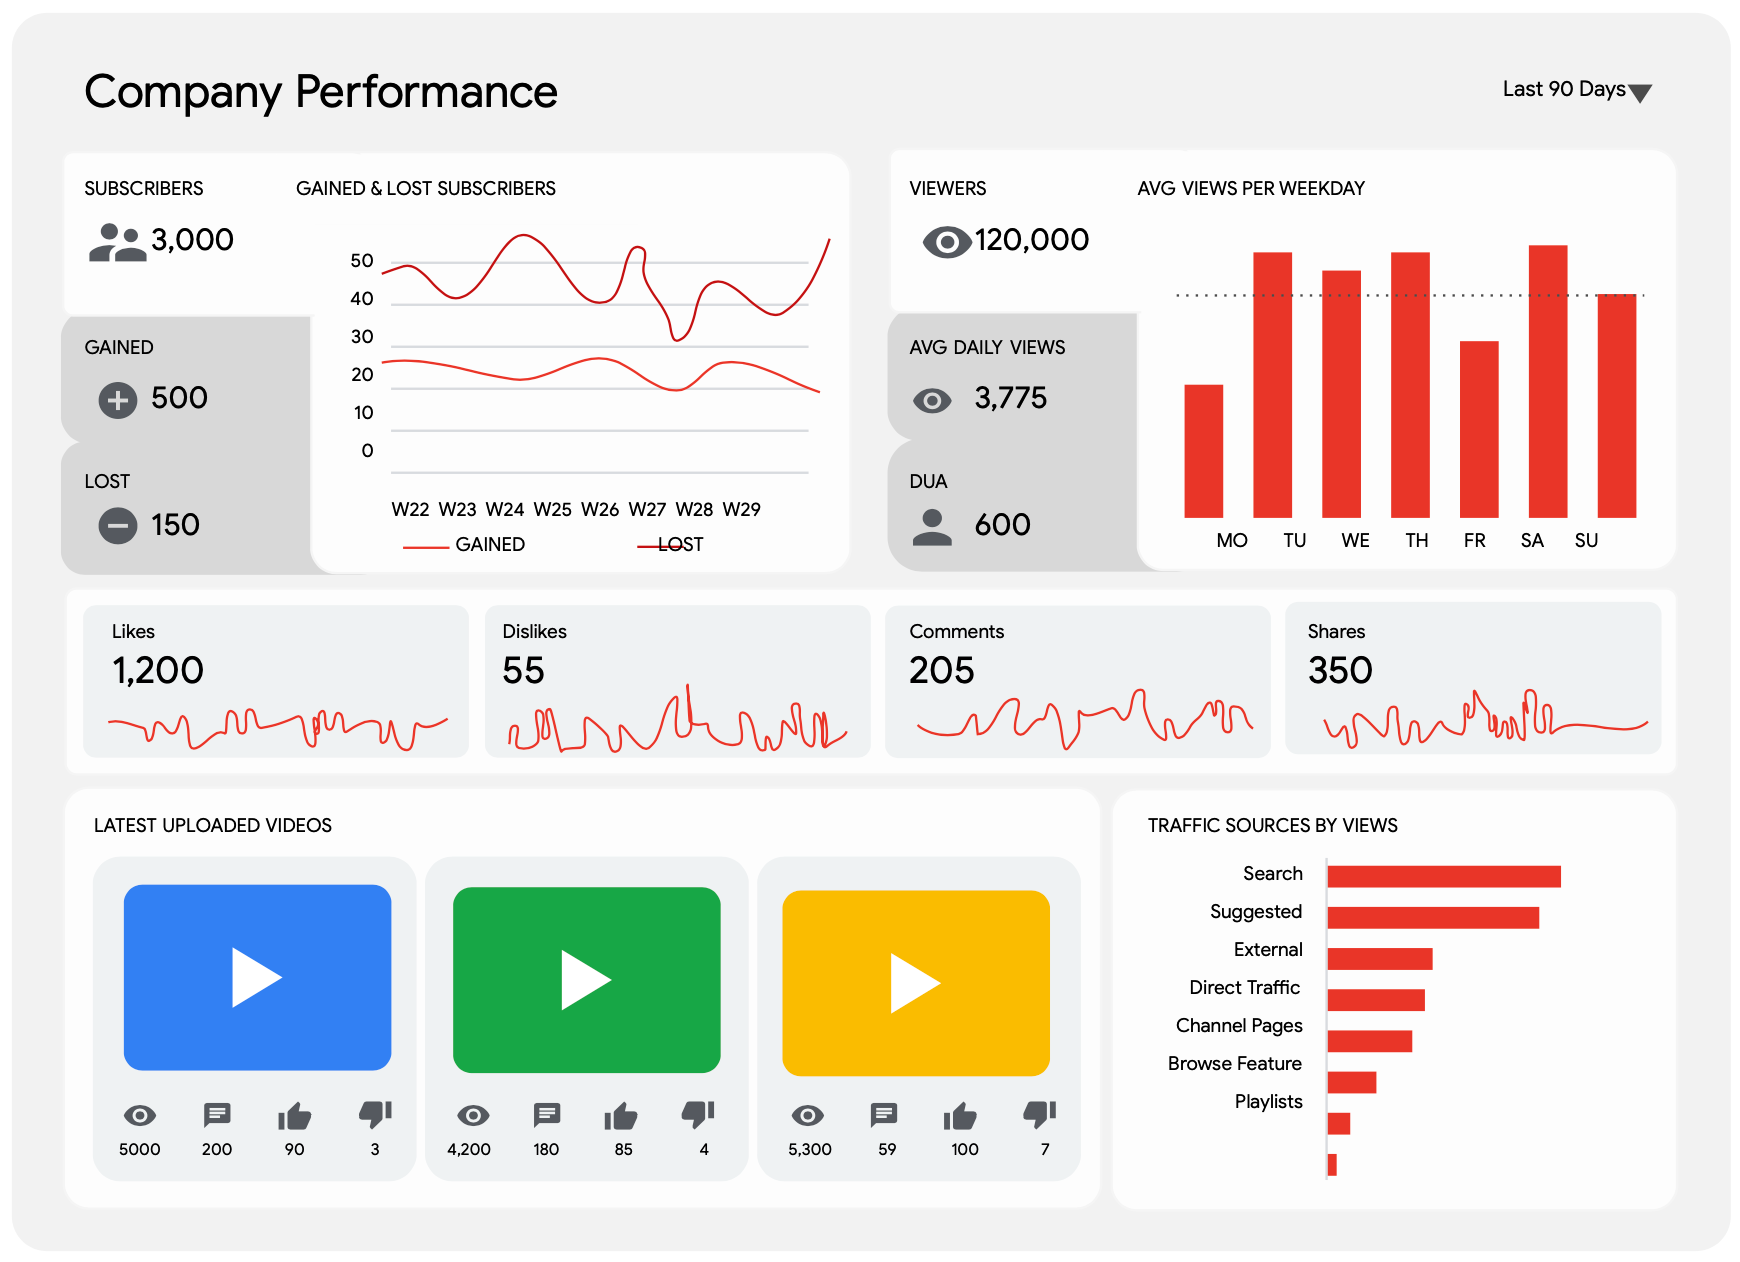 Company Performance
Last 90 Days
SUBSCRIBERS
3,000
GAINED
500
LOST
150
GAINED & LOST SUBSCRIBERS
50
40
30
20
10
0
W22 W23 W24 W25 W26 W27 W28 W29
GAINED LOST
VIEWERS
120,000
AVG DAILY VIEWS
3,775
DUA
600
AVG VIEWS PER WEEKDAY
MO TU WE TH FR SA SU
Likes
1,200
Dislikes
55
Comments
205
Shares
350
LATEST UPLOADED VIDEOS
5000 200 90 3
4,200 180 85 4
5,300 59 100 7
TRAFFIC SOURCES BY VIEWS
Search
Suggested
External
Direct Traffic
Channel Pages
Browse Feature
Playlists